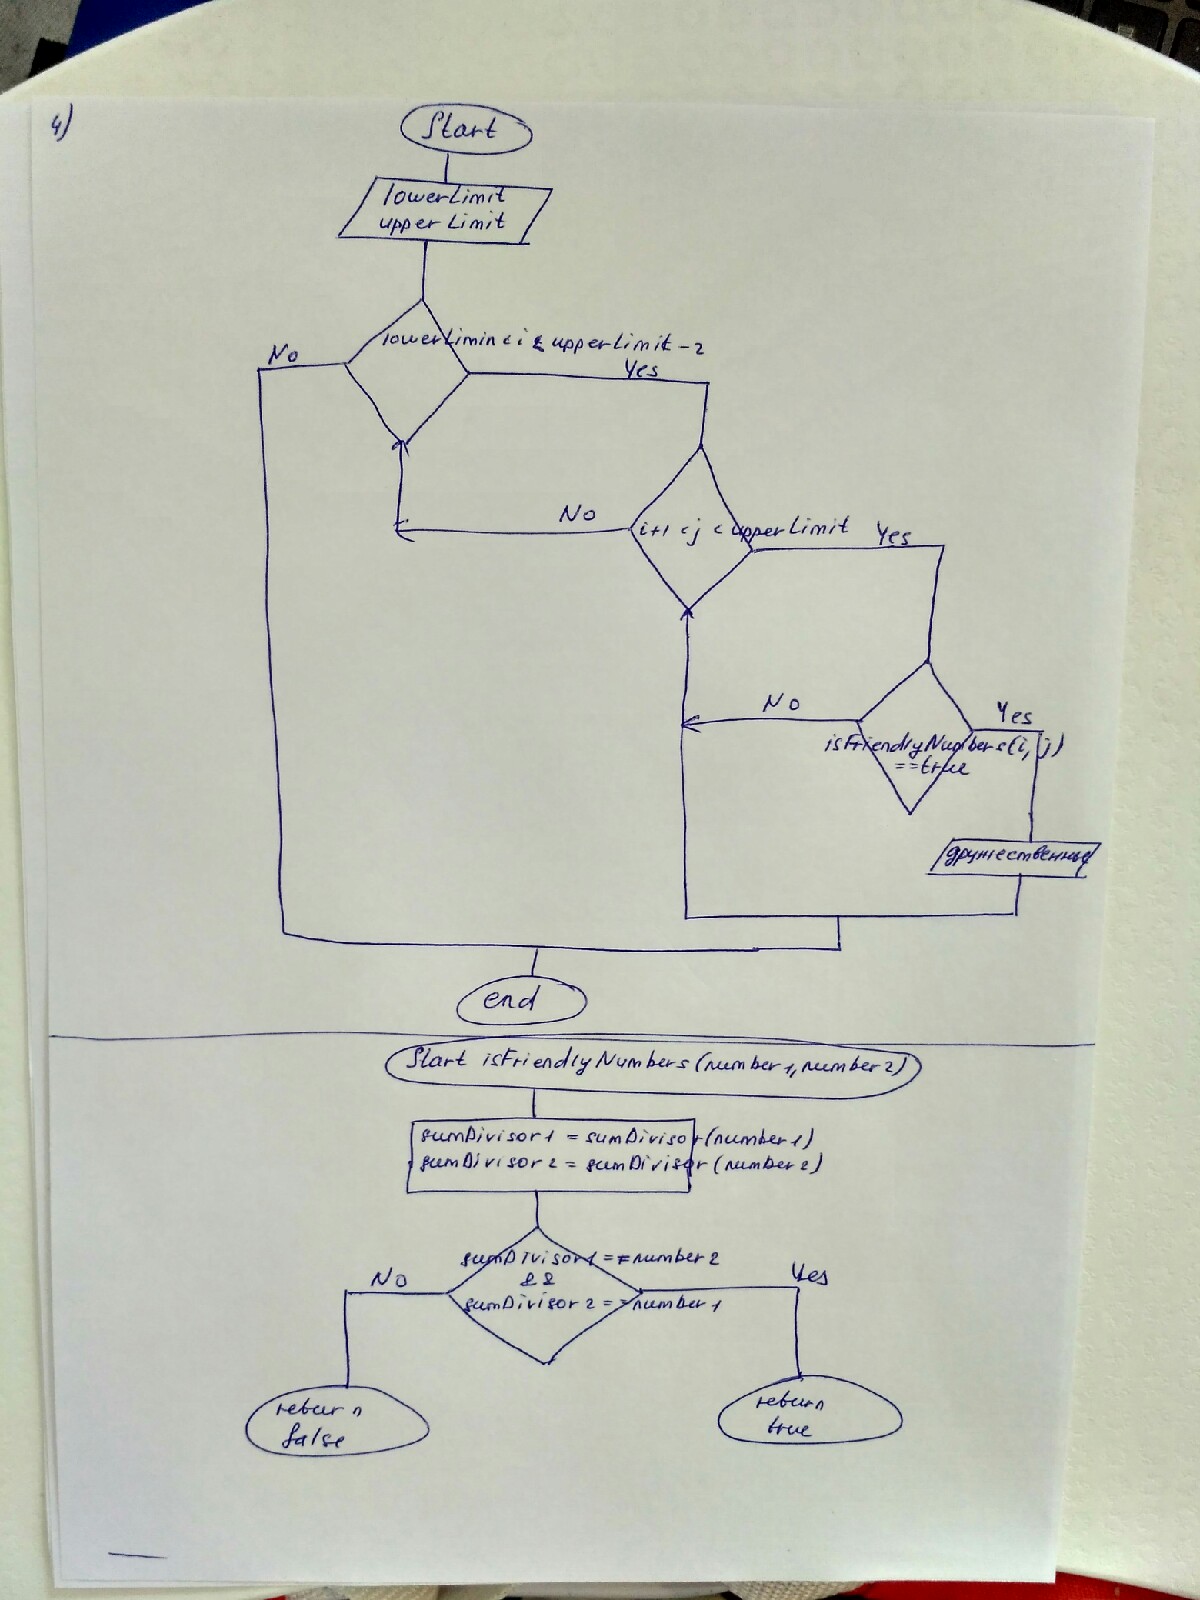 4)
Start
lowerLimit
upperLimit
lowerLimin < i ≤ upperLimit - 2
No
Yes
No
i+1 < j < upperLimit
Yes
No
Yes
isFriendlyNumbers(i, j)
== true
дружественные
end
Start isFriendlyNumbers(number1, number2)
sumDivisor1 = sumDivisor(number1)
sumDivisor2 = sumDivisor(number2)
sumDivisor1 == number2
No
&&
Yes
sumDivisor2 == number1
return
false
return
true